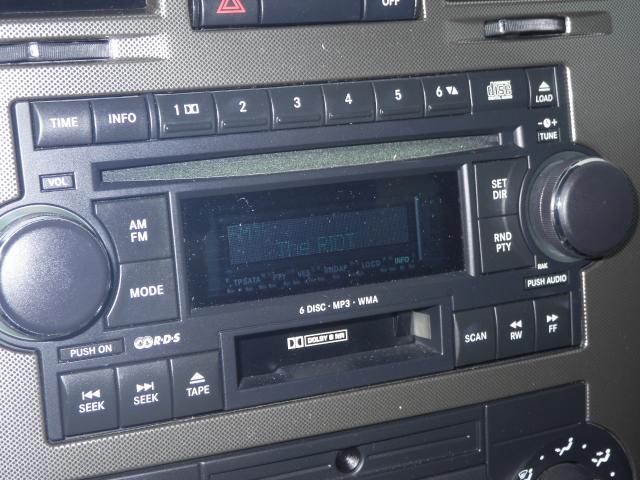 OFF
TIME INFO 1 2 3 4 5 6 disc LOAD
TUNE
VOL
AM FM
SET DIR
The RIOT
RND PTY
INFO
MODE
RAK
PUSH AUDIO
6 DISC • MP3 • WMA
R•D•S
PUSH ON
DOLBY B NR
SCAN RW FF
SEEK SEEK TAPE